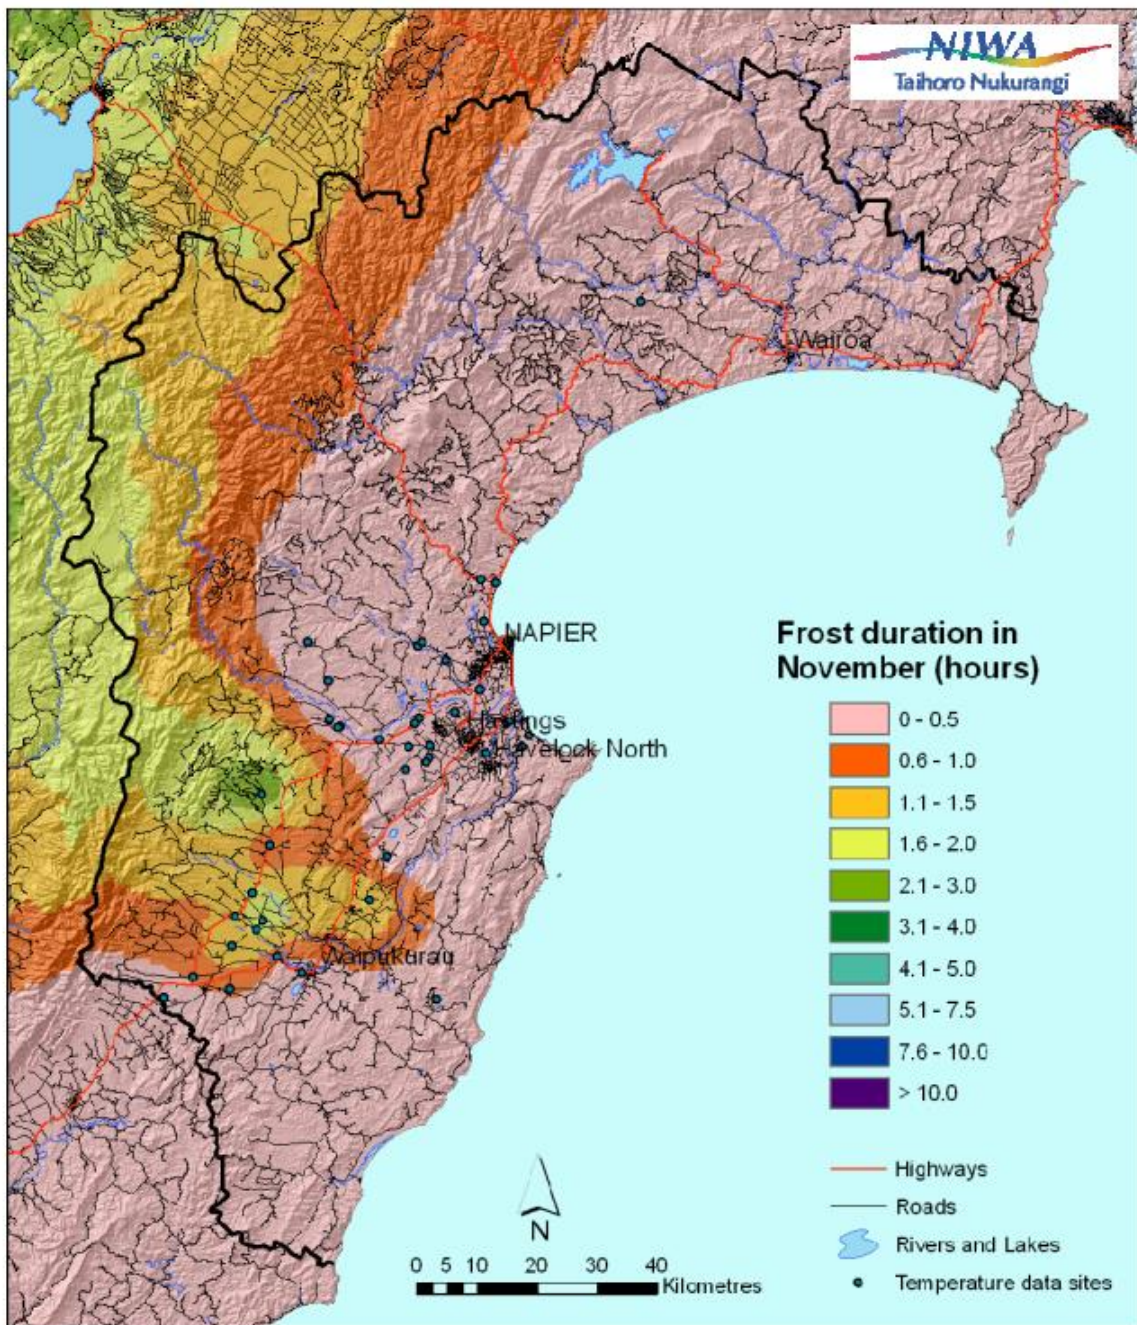 NIWA
Taihoro Nukurangi
Wairoa
NAPIER
Hastings
Havelock North
Waipukurau
Frost duration in
November (hours)
0 - 0.5
0.6 - 1.0
1.1 - 1.5
1.6 - 2.0
2.1 - 3.0
3.1 - 4.0
4.1 - 5.0
5.1 - 7.5
7.6 - 10.0
> 10.0
Highways
Roads
Rivers and Lakes
Temperature data sites
N
0 5 10 20 30 40
Kilometres